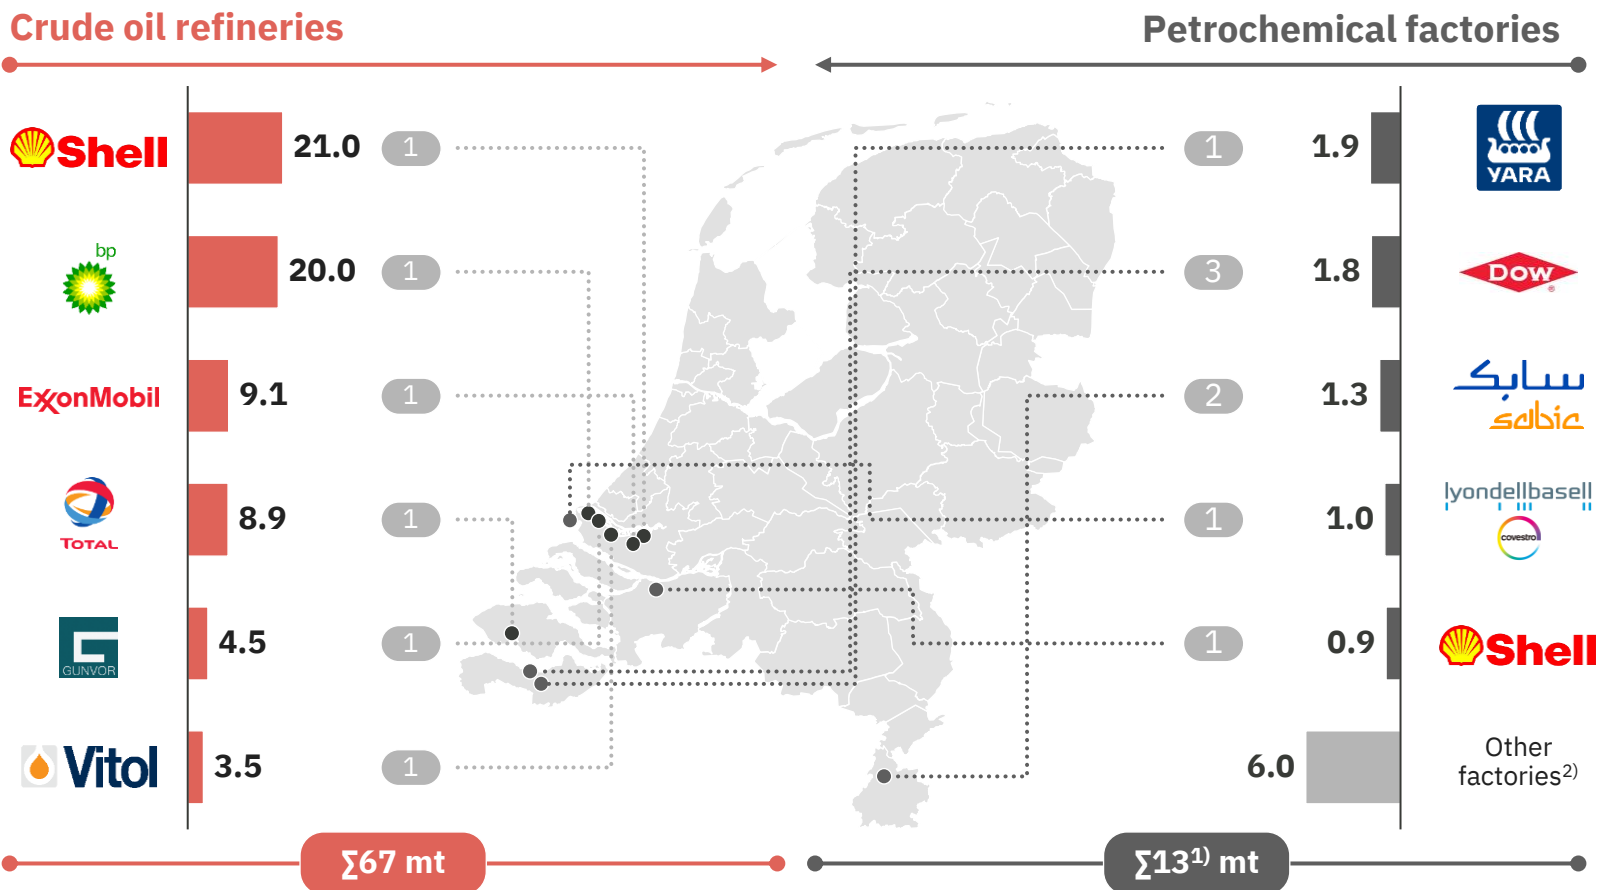 Crude oil refineries
Petrochemical factories
Shell
21.0
1
1
1.9
YARA
bp
20.0
1
3
1.8
Dow
®
ExxonMobil
9.1
1
2
1.3
سابک
sabic
TOTAL
8.9
1
1
1.0
lyondellbasell
covestro
G
GUNVOR
4.5
1
1
0.9
Shell
Vitol
3.5
1
6.0
Other
factories2)
∑67 mt
∑131) mt